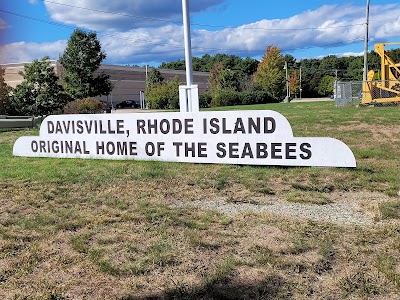 DAVISVILLE, RHODE ISLAND
ORIGINAL HOME OF THE SEABEES